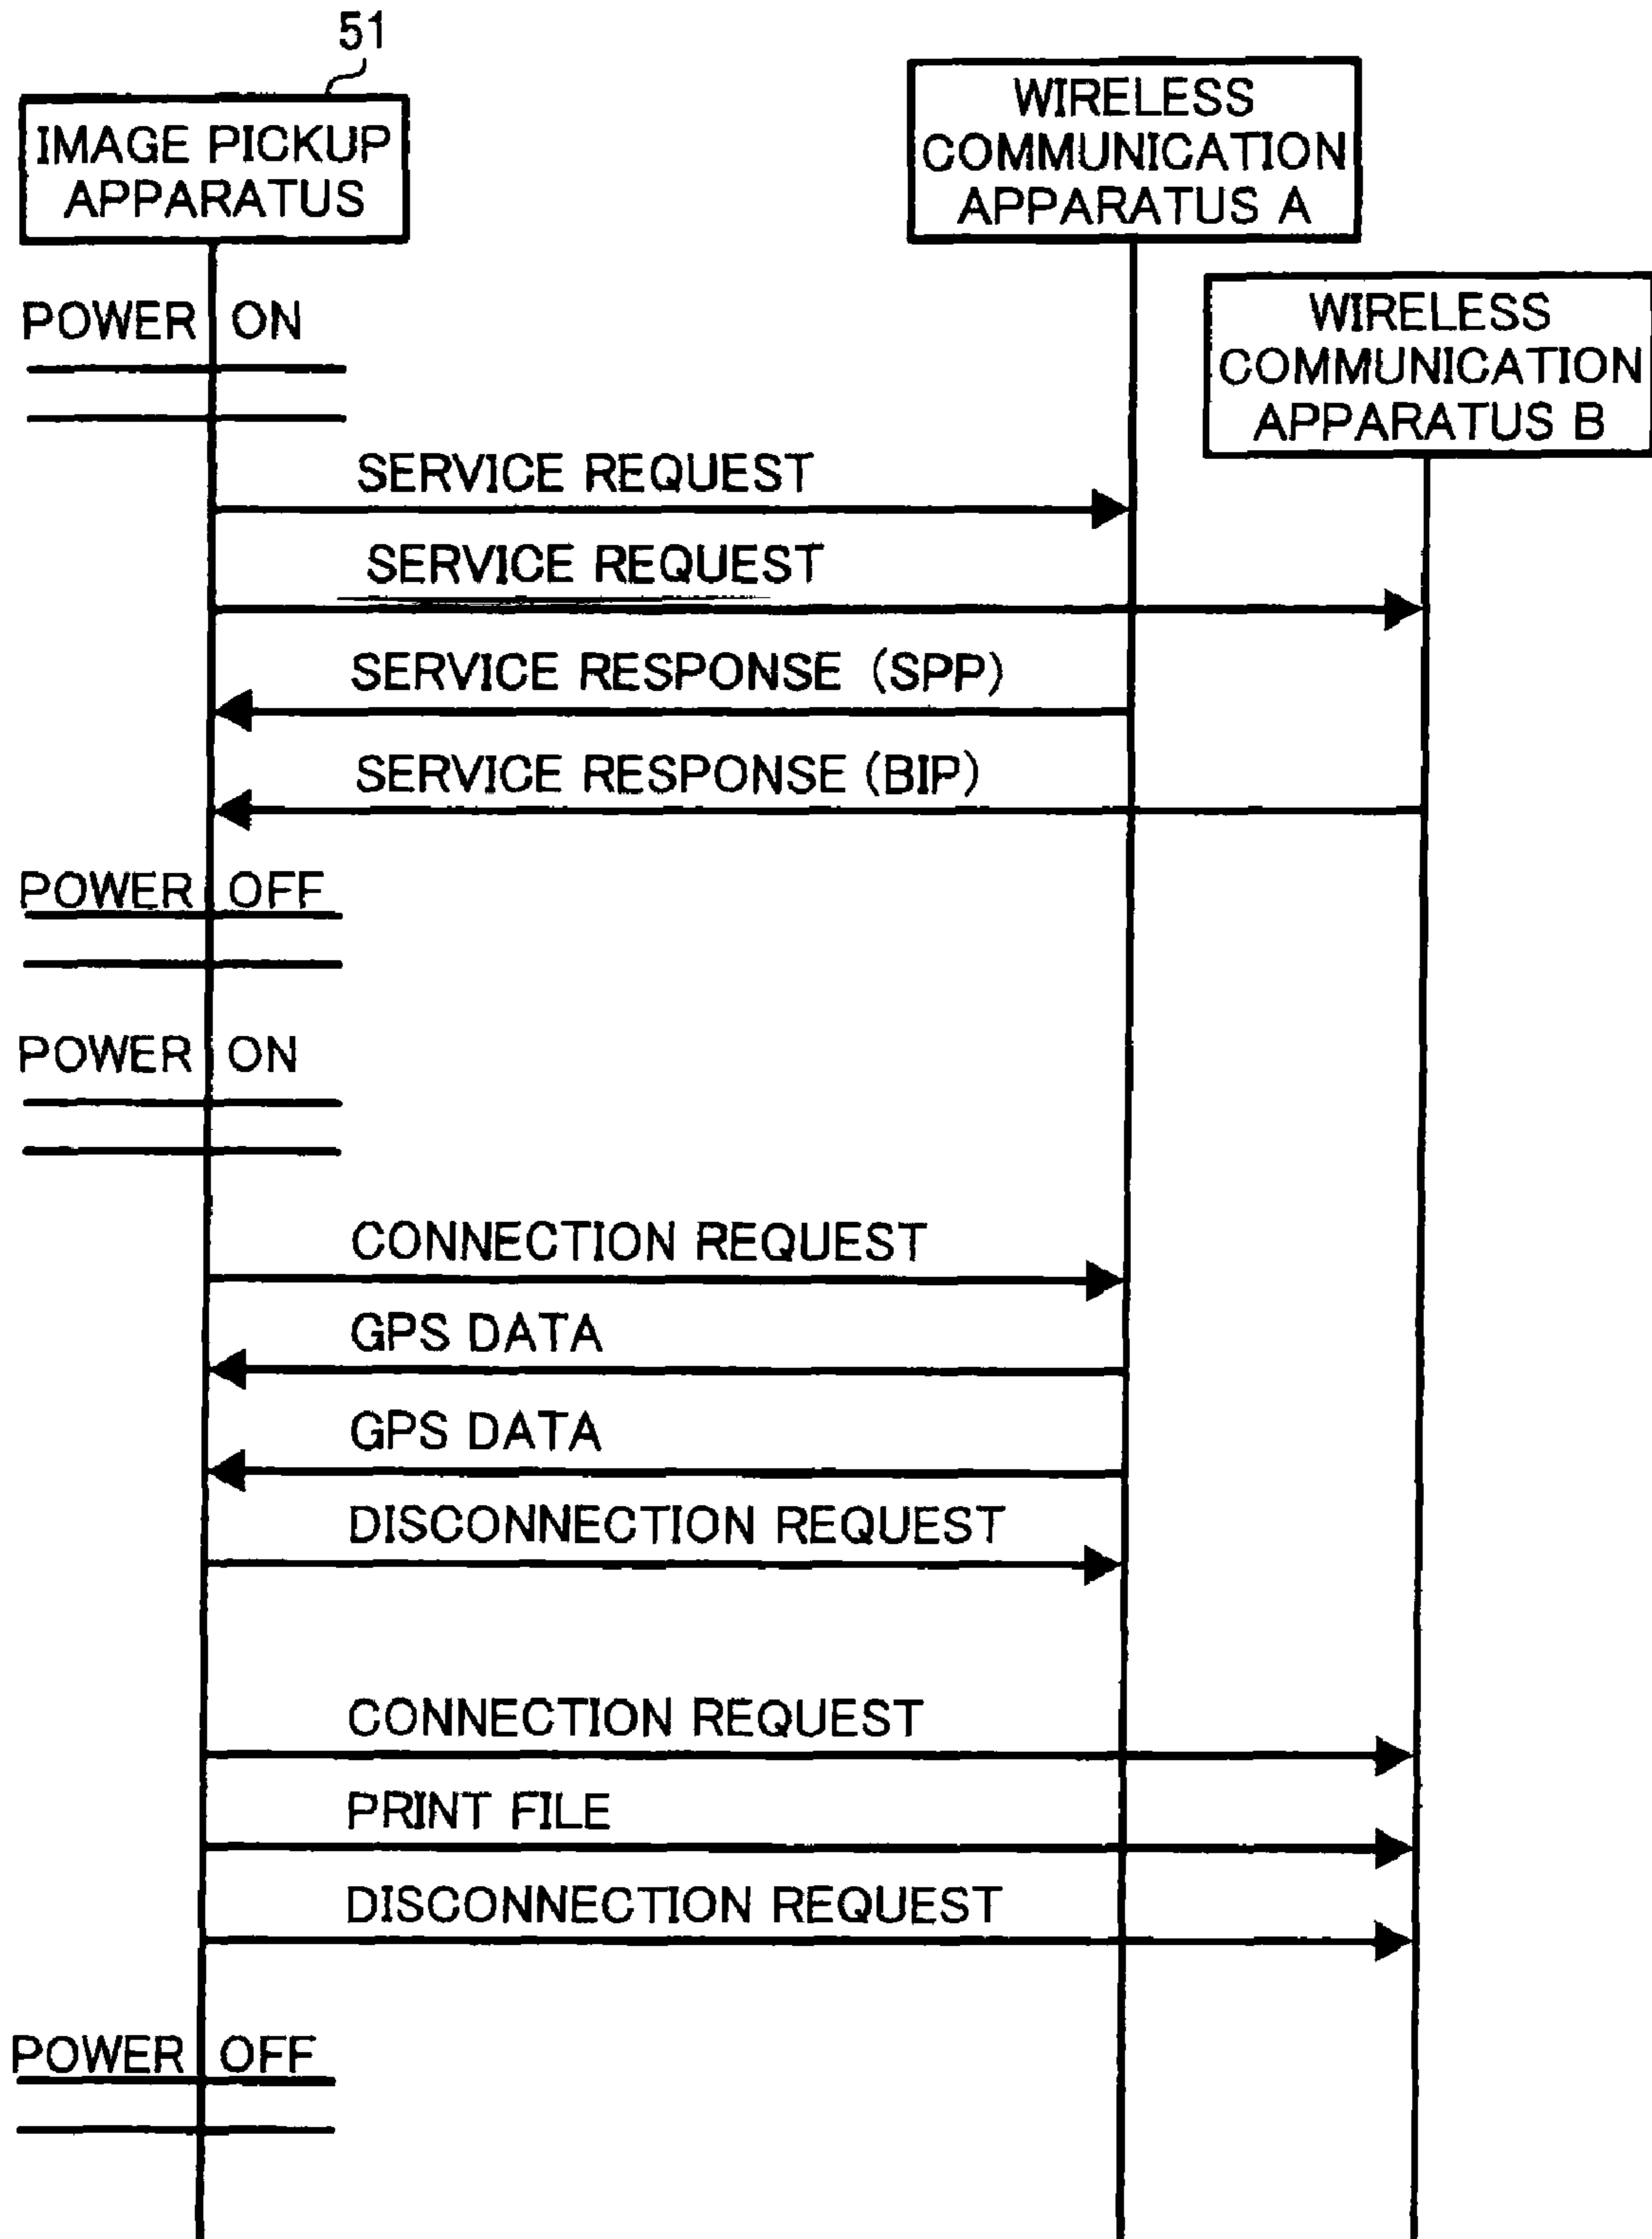 51
IMAGE PICKUP
APPARATUS
WIRELESS
COMMUNICATION
APPARATUS A
WIRELESS
COMMUNICATION
APPARATUS B
POWER ON
SERVICE REQUEST
SERVICE REQUEST
SERVICE RESPONSE (SPP)
SERVICE RESPONSE (BIP)
POWER OFF
POWER ON
CONNECTION REQUEST
GPS DATA
GPS DATA
DISCONNECTION REQUEST
CONNECTION REQUEST
PRINT FILE
DISCONNECTION REQUEST
POWER OFF